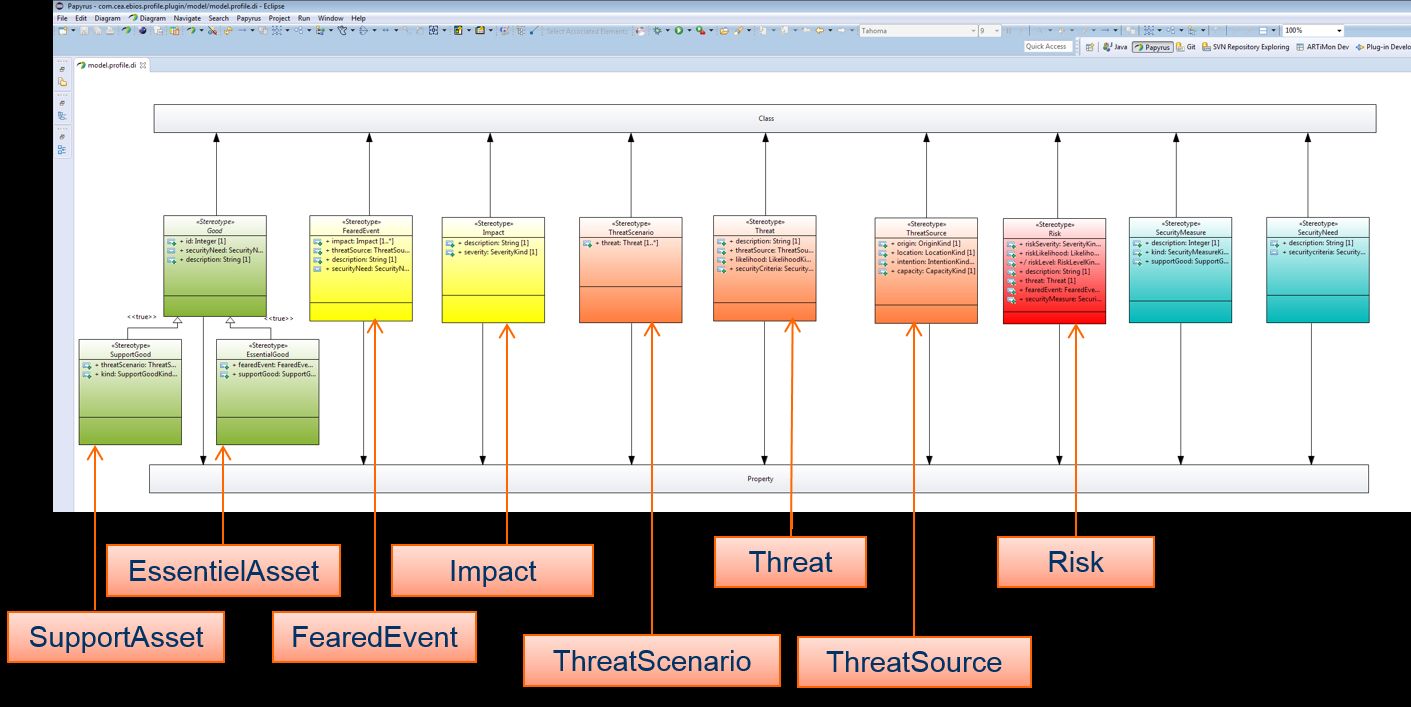 Papyrus - com.cea.ebios.profile.plugin/model/model.profile.di - Eclipse
File Edit Diagram Diagram Navigate Search Papyrus Project Run Window Help
Select Associated Elements Tahoma 9 100%
Quick Access Java Papyrus Git SVN Repository Exploring ARTiMon Dev Plug-in Develo
model.profile.di
Class
«Stereotype»
Good
+ id: Integer [1]
+ securityNeed: SecurityN...
+ description: String [1]
«Stereotype»
FearedEvent
+ impact: Impact [1..*]
+ threatSource: ThreatSou...
+ description: String [1]
+ securityNeed: SecurityN...
«Stereotype»
Impact
+ description: String [1]
+ severity: SeverityKind [1]
«Stereotype»
ThreatScenario
+ threat: Threat [1..*]
«Stereotype»
Threat
+ description: String [1]
+ threatSource: ThreatSou...
+ likelihood: LikelihoodKi...
+ securityCriteria: Security...
«Stereotype»
ThreatSource
+ origin: OriginKind [1]
+ location: LocationKind [1]
+ intention: IntentionKind...
+ capacity: CapacityKind [1]
«Stereotype»
Risk
+ riskSeverity: SeverityKin...
+ riskLikelihood: Likeliho...
+ / riskLevel: RiskLevelKin...
+ description: String [1]
+ threat: Threat [1]
+ fearedEvent: FearedEve...
+ securityMeasure: Securi...
«Stereotype»
SecurityMeasure
+ description: Integer [1]
+ kind: SecurityMeasureKi...
+ supportGood: SupportG...
«Stereotype»
SecurityNeed
+ description: String [1]
+ securitycriteria: Security...
<<true>>
<<true>>
«Stereotype»
SupportGood
+ threatScenario: ThreatS...
+ kind: SupportGoodKind...
«Stereotype»
EssentialGood
+ fearedEvent: FearedEve...
+ supportGood: SupportG...
Property
EssentielAsset
Impact
Threat
Risk
SupportAsset
FearedEvent
ThreatScenario
ThreatSource